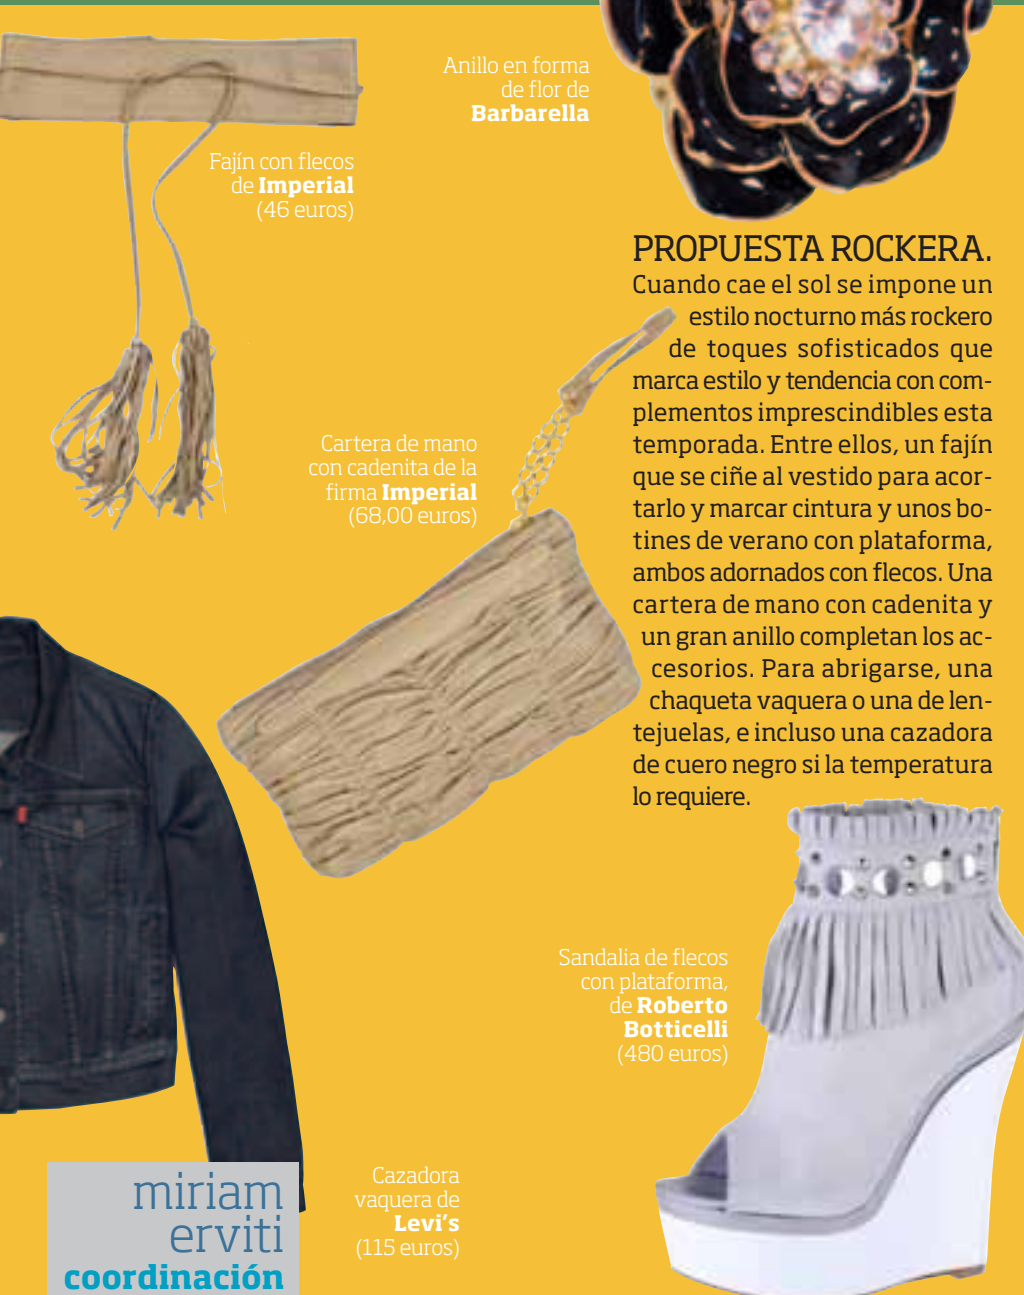 Anillo en forma
de flor de
Barbarella
Fajín con flecos
de Imperial
(46 euros)
PROPUESTA ROCKERA.
Cuando cae el sol se impone un
estilo nocturno más rockero
de toques sofisticados que
marca estilo y tendencia con com-
plementos imprescindibles esta
temporada. Entre ellos, un fajín
que se ciñe al vestido para acor-
tarlo y marcar cintura y unos bo-
tines de verano con plataforma,
ambos adornados con flecos. Una
cartera de mano con cadenita y
un gran anillo completan los ac-
cesorios. Para abrigarse, una
chaqueta vaquera o una de len-
tejuelas, e incluso una cazadora
de cuero negro si la temperatura
lo requiere.
Cartera de mano
con cadenita de la
firma Imperial
(68,00 euros)
Sandalia de flecos
con plataforma,
de Roberto
Botticelli
(480 euros)
Cazadora
vaquera de
Levi's
(115 euros)
miriam
erviti
coordinación